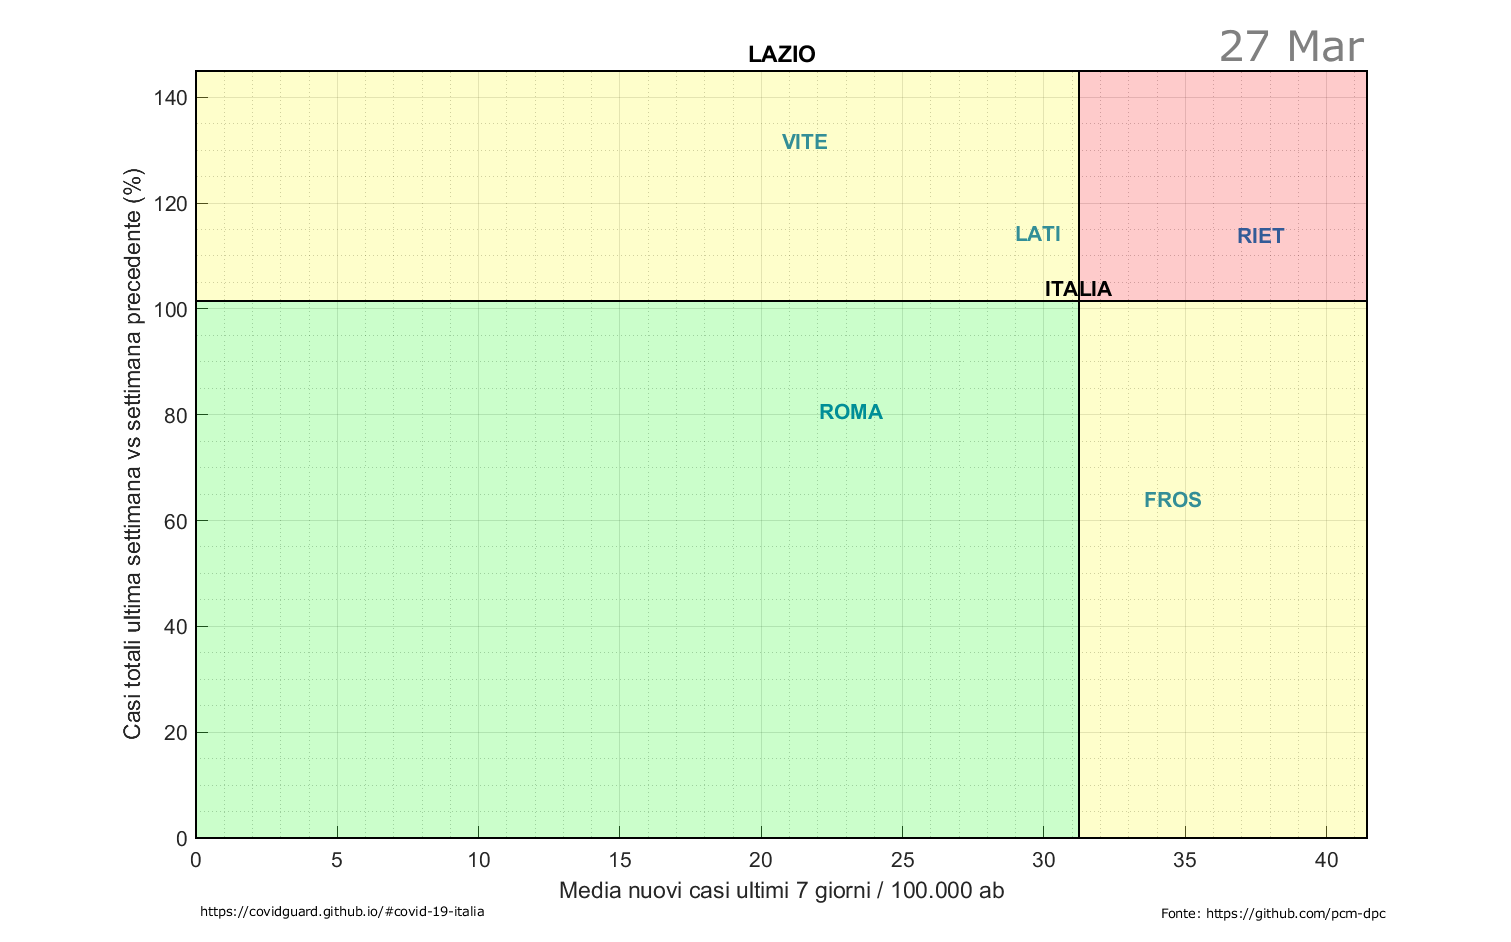 27 Mar
LAZIO
Casi totali ultima settimana vs settimana precedente (%)
140
120
100
80
60
40
20
0
VITE
LATI
RIET
ITALIA
ROMA
FROS
0 5 10 15 20 25 30 35 40
Media nuovi casi ultimi 7 giorni / 100.000 ab
https://covidguard.github.io/#covid-19-italia
Fonte: https://github.com/pcm-dpc